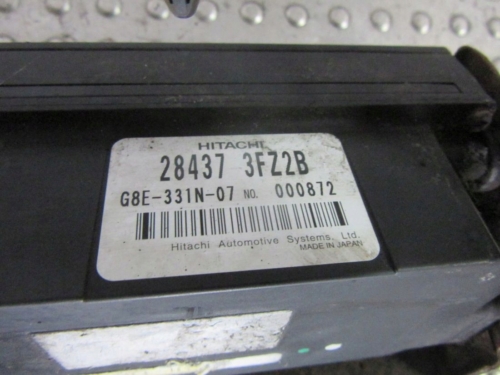 HITACHI
28437 3FZ2B
G8E-331N-07 NO. 000872
Hitachi Automotive Systems, Ltd.
MADE IN JAPAN